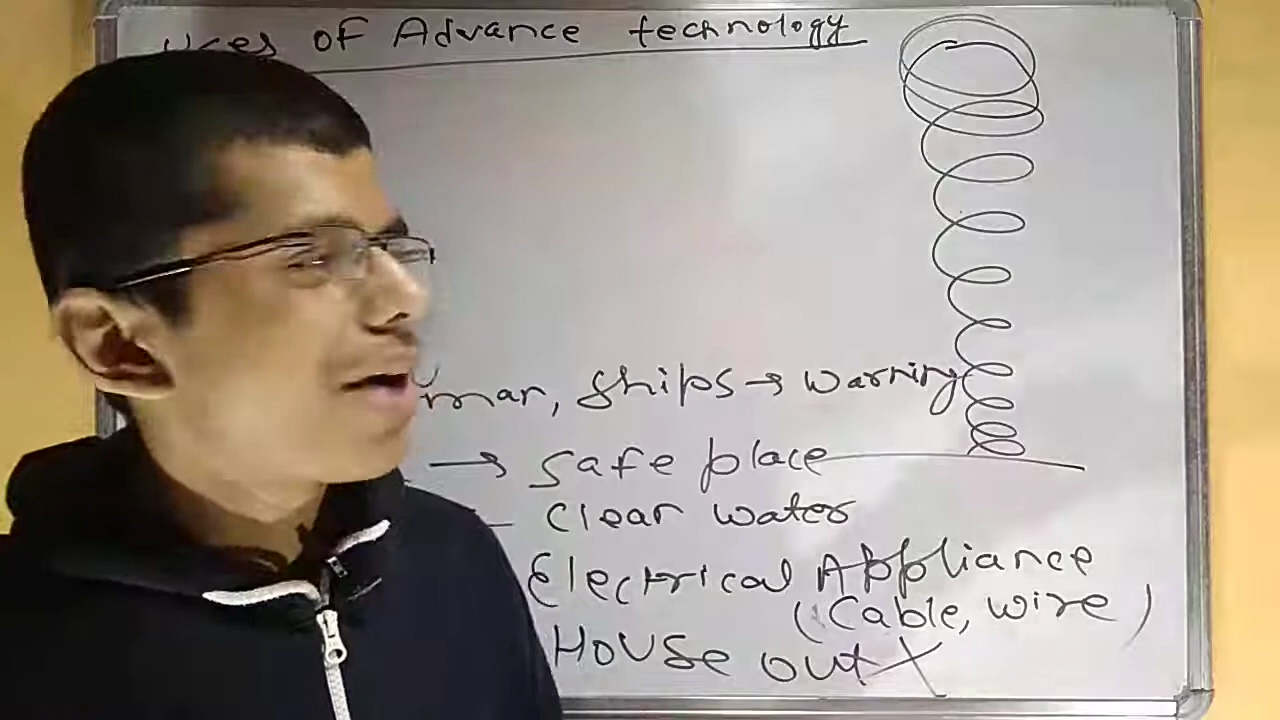 Uses of Advance technology
mar, ships → warning
→ safe place
— Clear water
Electrical Appliance
(Cable, wire)
House out X